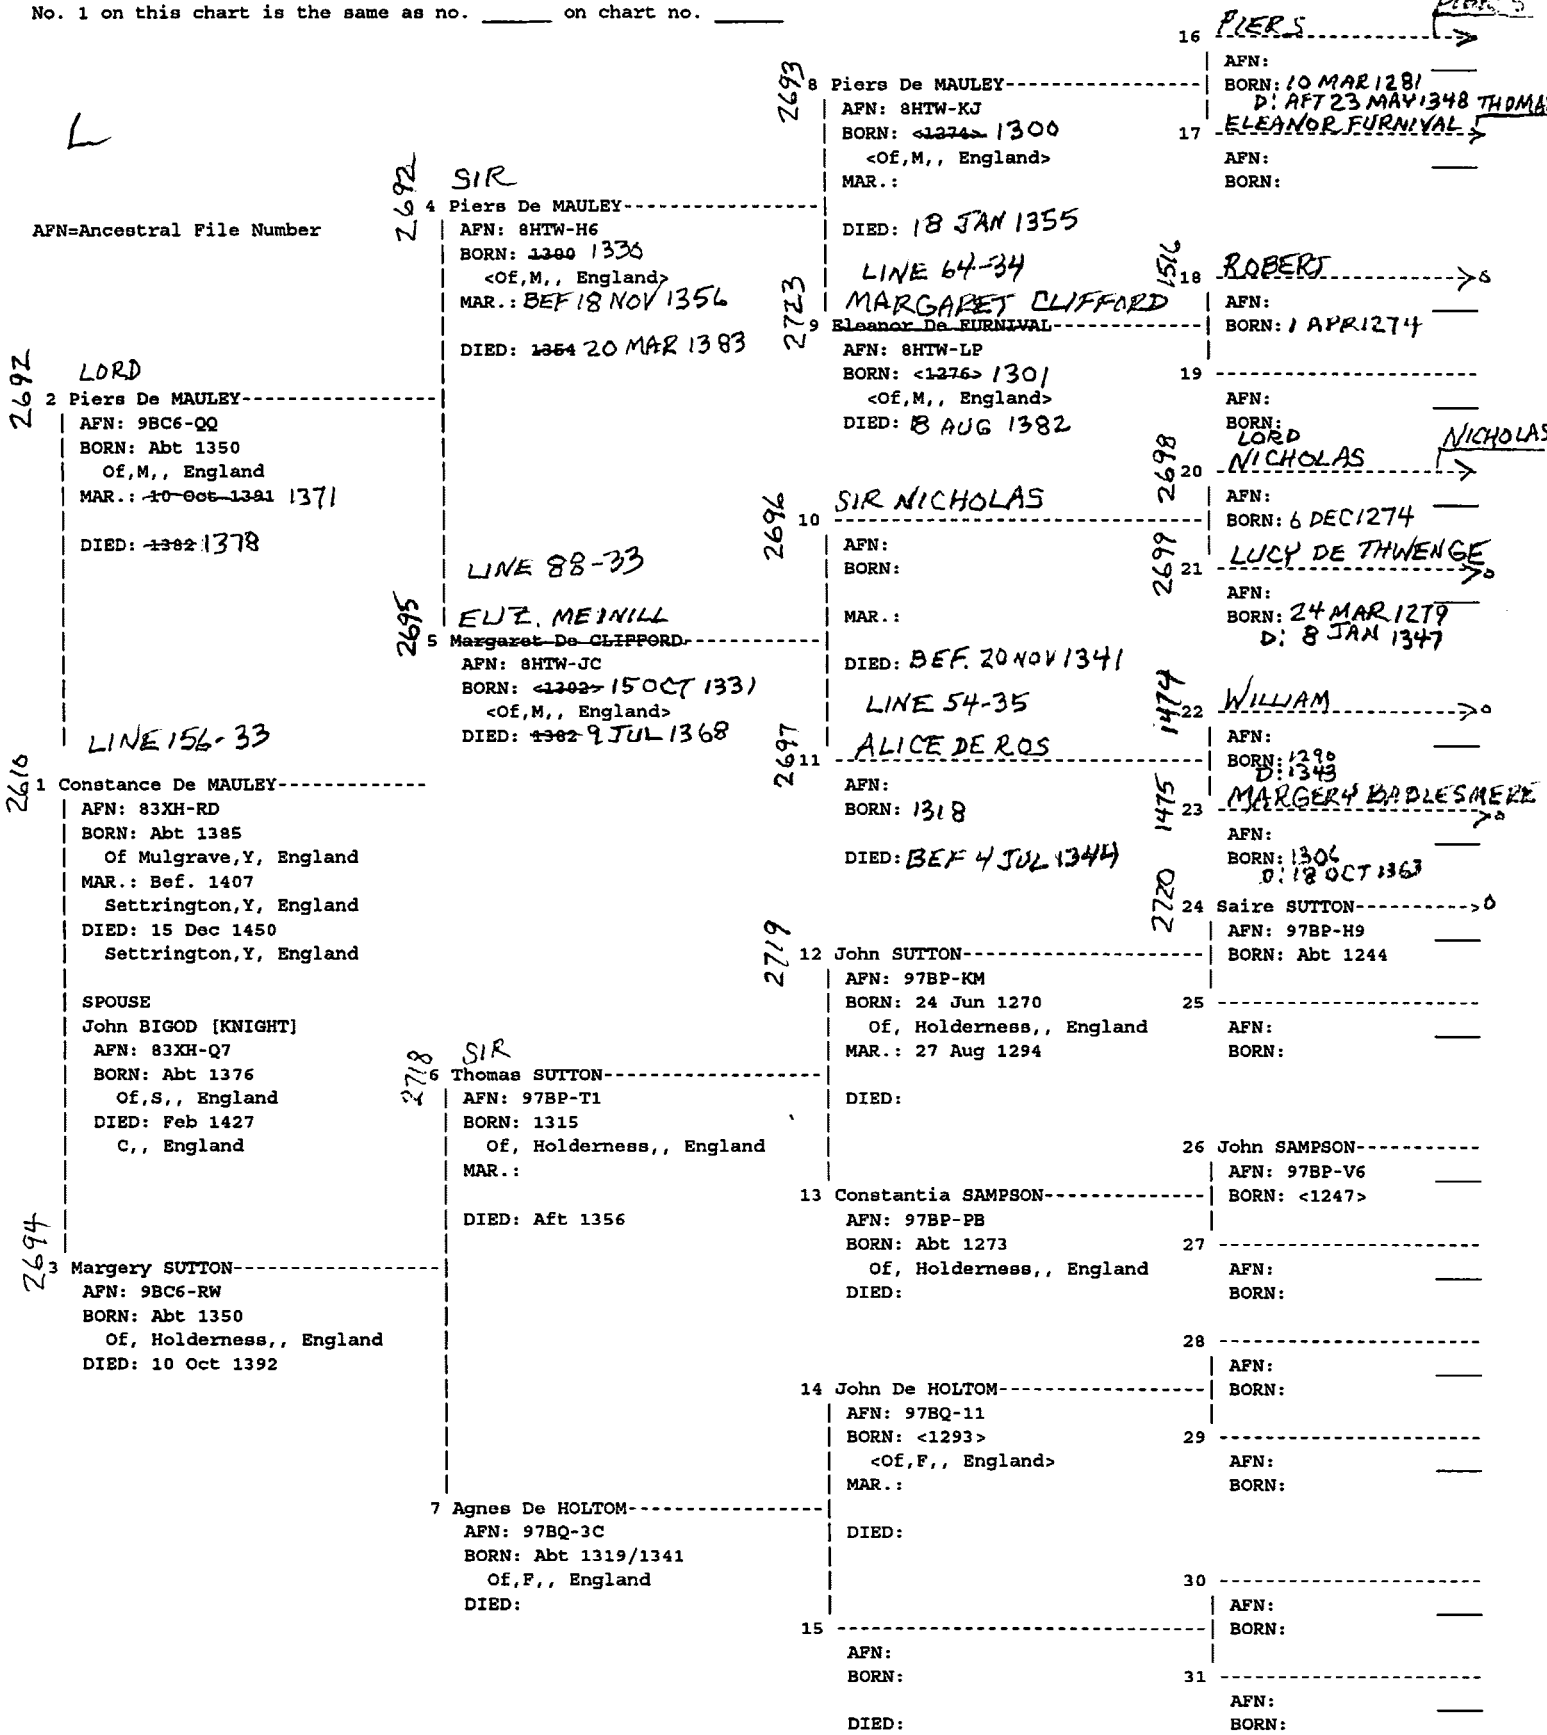 No. 1 on this chart is the same as no. ______ on chart no. ______
L
AFN=Ancestral File Number
2692
LORD
2 Piers De MAULEY
AFN: 9BC6-QQ
BORN: Abt 1350
Of,M,, England
MAR.: 10 Oct 1381 1371
DIED: 1382 1378
LINE 156-33
2610
1 Constance De MAULEY
AFN: 83XH-RD
BORN: Abt 1385
Of Mulgrave,Y, England
MAR.: Bef. 1407
Settrington,Y, England
DIED: 15 Dec 1450
Settrington,Y, England
SPOUSE
John BIGOD [KNIGHT]
AFN: 83XH-Q7
BORN: Abt 1376
Of,S,, England
DIED: Feb 1427
C,, England
2694
3 Margery SUTTON
AFN: 9BC6-RW
BORN: Abt 1350
Of, Holderness,, England
DIED: 10 Oct 1392
2692
SIR
4 Piers De MAULEY
AFN: 8HTW-H6
BORN: 1300 1330
<Of,M,, England>
MAR.: BEF 18 NOV 1356
DIED: 1354 20 MAR 1383
LINE 88-33
2695
ELIZ. MEINILL
5 Margaret De CLIFFORD
AFN: 8HTW-JC
BORN: <1302> 15 OCT 1331
<Of,M,, England>
DIED: 1382 9 JUL 1368
2718
SIR
6 Thomas SUTTON
AFN: 97BP-T1
BORN: 1315
Of, Holderness,, England
MAR.:
DIED: Aft 1356
7 Agnes De HOLTOM
AFN: 97BQ-3C
BORN: Abt 1319/1341
Of,F,, England
DIED:
2693
8 Piers De MAULEY
AFN: 8HTW-KJ
BORN: <1274> 1300
<Of,M,, England>
MAR.:
DIED: 18 JAN 1355
LINE 64-34
2723
MARGARET CLIFFORD
9 Eleanor De FURNIVAL
AFN: 8HTW-LP
BORN: <1276> 1301
<Of,M,, England>
DIED: 8 AUG 1382
2696
SIR NICHOLAS
10
AFN:
BORN:
MAR.:
DIED: BEF. 20 NOV 1341
LINE 54-35
2697
ALICE DE ROS
11
AFN:
BORN: 1318
DIED: BEF 4 JUL 1344
2719
12 John SUTTON
AFN: 97BP-KM
BORN: 24 Jun 1270
Of, Holderness,, England
MAR.: 27 Aug 1294
DIED:
13 Constantia SAMPSON
AFN: 97BP-PB
BORN: Abt 1273
Of, Holderness,, England
DIED:
14 John De HOLTOM
AFN: 97BQ-11
BORN: <1293>
<Of,F,, England>
MAR.:
DIED:
15
AFN:
BORN:
DIED:
16 PIERS
AFN:
BORN: 10 MAR 1281
D: AFT 23 MAY 1348 THOMAS
17 ELEANOR FURNIVAL
AFN:
BORN:
1516
18 ROBERT
AFN:
BORN: 1 APR 1274
19
AFN:
BORN:
2698
LORD
20 NICHOLAS NICHOLAS
AFN:
BORN: 6 DEC 1274
2699
21 LUCY DE THWENGE
AFN:
BORN: 24 MAR 1279
D: 8 JAN 1347
1474
22 WILLIAM
AFN:
BORN: 1290
D: 1343
1475
23 MARGERY BADLESMERE
AFN:
BORN: 1306
D: 18 OCT 1363
2720
24 Saire SUTTON
AFN: 97BP-H9
BORN: Abt 1244
25
AFN:
BORN:
26 John SAMPSON
AFN: 97BP-V6
BORN: <1247>
27
AFN:
BORN:
28
AFN:
BORN:
29
AFN:
BORN:
30
AFN:
BORN:
31
AFN:
BORN: